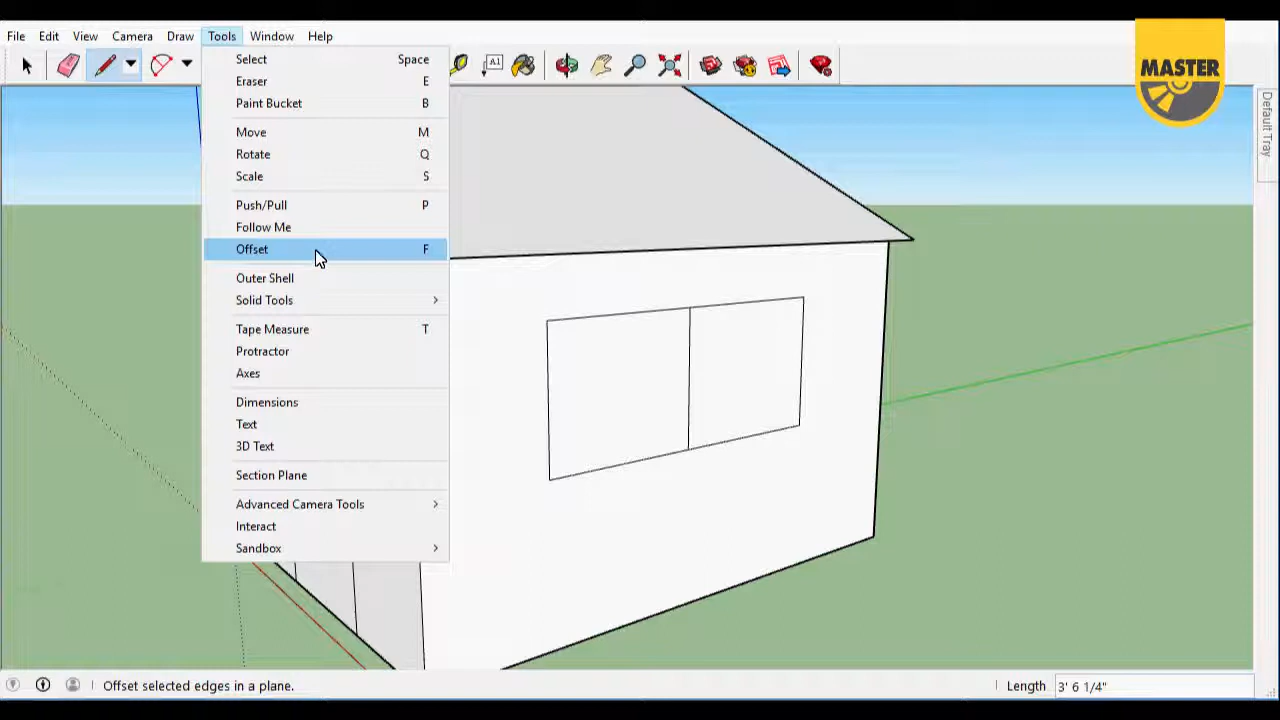 File Edit View Camera Draw Tools Window Help
MASTER
A1
Select Space
Eraser E
Paint Bucket B
Move M
Rotate Q
Scale S
Push/Pull P
Follow Me
Offset F
Outer Shell
Solid Tools
Tape Measure T
Protractor
Axes
Dimensions
Text
3D Text
Section Plane
Advanced Camera Tools
Interact
Sandbox
Default Tray
Offset selected edges in a plane. Length 3' 6 1/4"